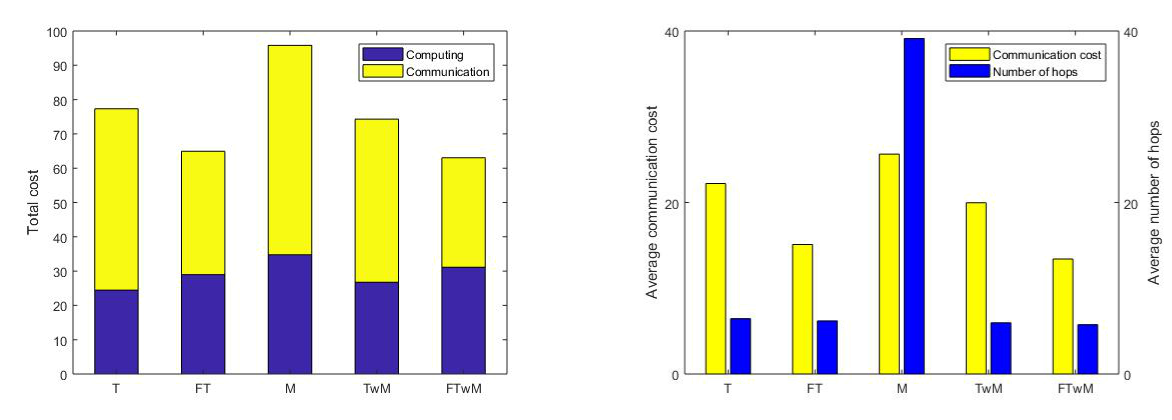 Total cost
100
90
80
70
60
50
40
30
20
10
0
Computing
Communication
T FT M TwM FTwM
Average communication cost
40
20
0
Communication cost
Number of hops
40
20
0
Average number of hops
T FT M TwM FTwM